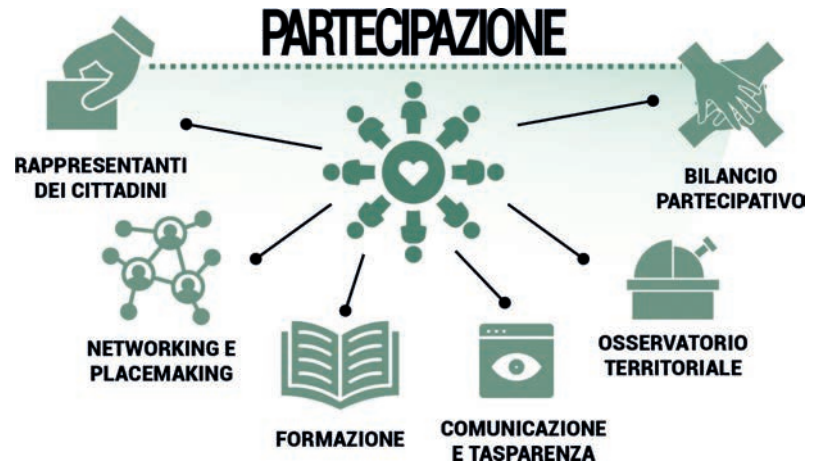 PARTECIPAZIONE
RAPPRESENTANTI
DEI CITTADINI
BILANCIO
PARTECIPATIVO
NETWORKING E
PLACEMAKING
OSSERVATORIO
TERRITORIALE
FORMAZIONE
COMUNICAZIONE
E TASPARENZA